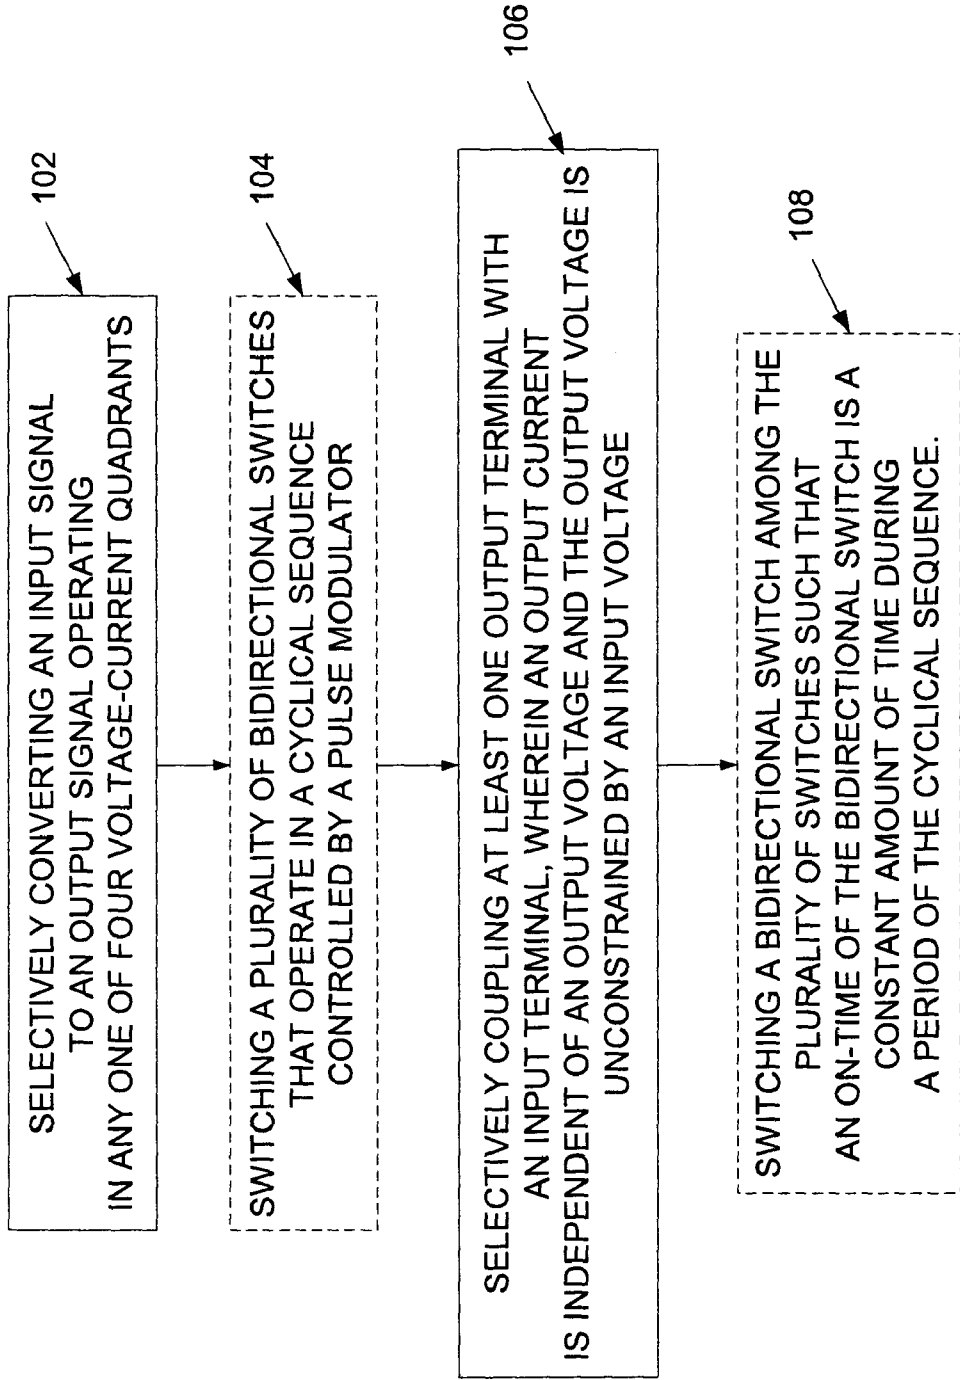 SELECTIVELY CONVERTING AN INPUT SIGNAL
TO AN OUTPUT SIGNAL OPERATING
IN ANY ONE OF FOUR VOLTAGE-CURRENT QUADRANTS
102
SWITCHING A PLURALITY OF BIDIRECTIONAL SWITCHES
THAT OPERATE IN A CYCLICAL SEQUENCE
CONTROLLED BY A PULSE MODULATOR
104
SELECTIVELY COUPLING AT LEAST ONE OUTPUT TERMINAL WITH
AN INPUT TERMINAL, WHEREIN AN OUTPUT CURRENT
IS INDEPENDENT OF AN OUTPUT VOLTAGE AND THE OUTPUT VOLTAGE IS
UNCONSTRAINED BY AN INPUT VOLTAGE
106
SWITCHING A BIDIRECTIONAL SWITCH AMONG THE
PLURALITY OF SWITCHES SUCH THAT
AN ON-TIME OF THE BIDIRECTIONAL SWITCH IS A
CONSTANT AMOUNT OF TIME DURING
A PERIOD OF THE CYCLICAL SEQUENCE.
108